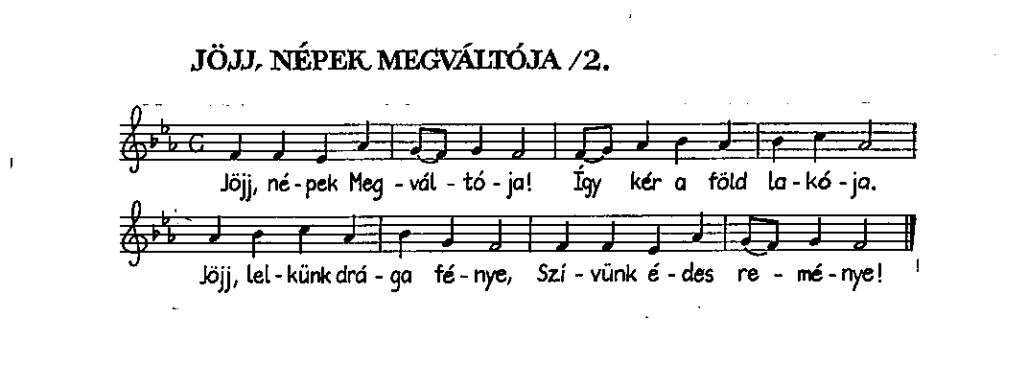 JÖJJ, NÉPEK MEGVÁLTÓJA /2.
Jöjj, né-pek Meg-vál-tó-ja! Így kér a föld la-kó-ja.
Jöjj, lel-künk drá-ga fé-nye, Szí-vünk é-des re-mé-nye!